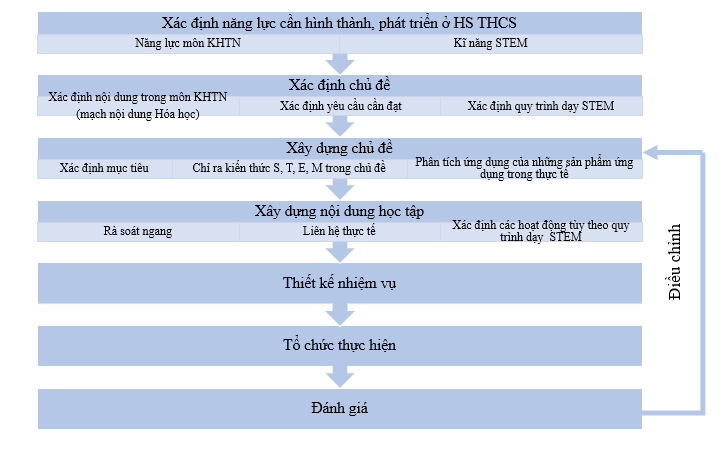 Xác định năng lực cần hình thành, phát triển ở HS THCS
Năng lực môn KHTN
Kĩ năng STEM
Xác định chủ đề
Xác định nội dung trong môn KHTN
(mạch nội dung Hóa học)
Xác định yêu cầu cần đạt
Xác định quy trình dạy STEM
Xây dựng chủ đề
Xác định mục tiêu
Chỉ ra kiến thức S, T, E, M trong chủ đề
Phân tích ứng dụng của những sản phẩm ứng
dụng trong thực tế
Xây dựng nội dung học tập
Rà soát ngang
Liên hệ thực tế
Xác định các hoạt động tùy theo quy
trình dạy STEM
Thiết kế nhiệm vụ
Tổ chức thực hiện
Đánh giá
Điều chỉnh